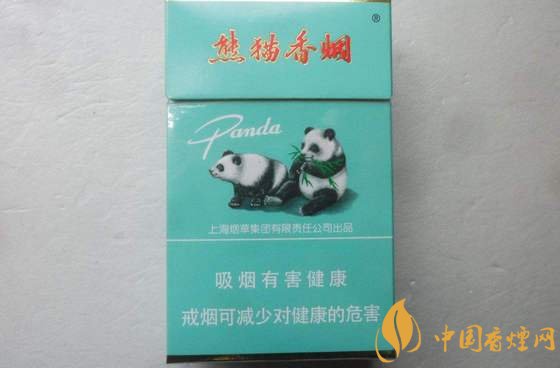 熊猫香烟®
Panda
上海烟草集团有限责任公司出品
吸烟有害健康
戒烟可减少对健康的危害
中国香煙网